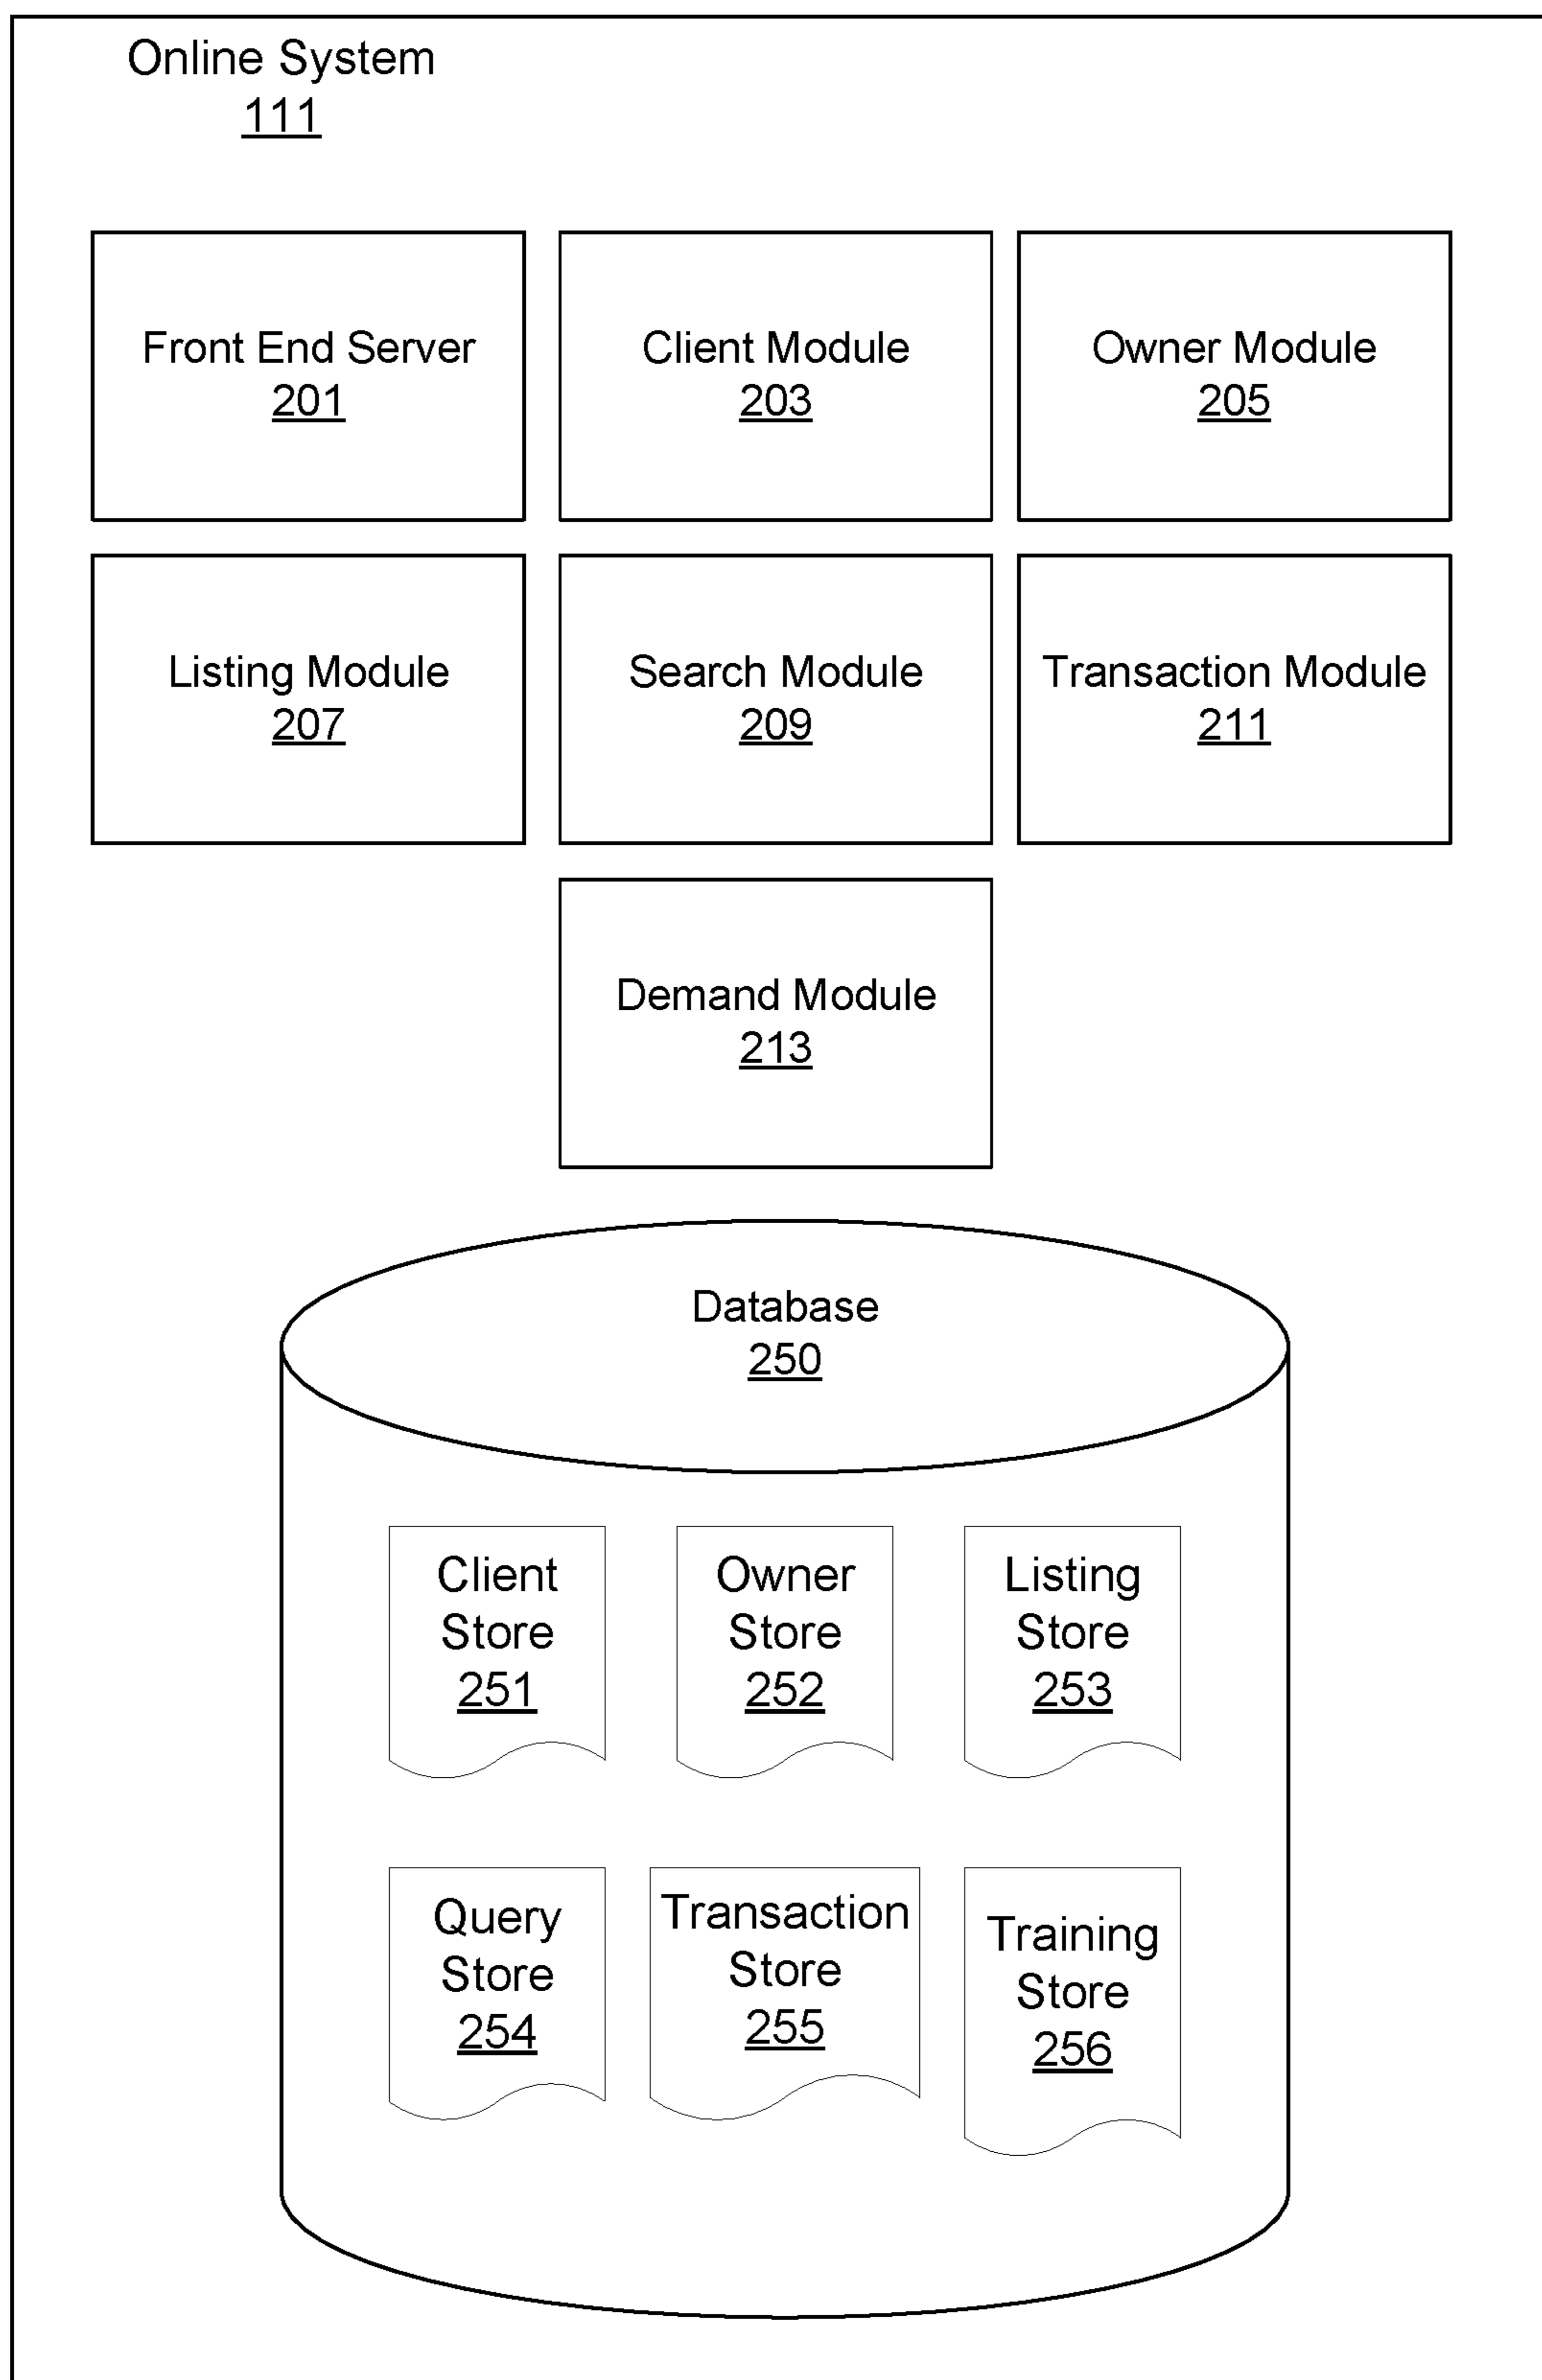 Online System
111
Front End Server
201
Client Module
203
Owner Module
205
Listing Module
207
Search Module
209
Transaction Module
211
Demand Module
213
Database
250
Client
Store
251
Owner
Store
252
Listing
Store
253
Query
Store
254
Transaction
Store
255
Training
Store
256